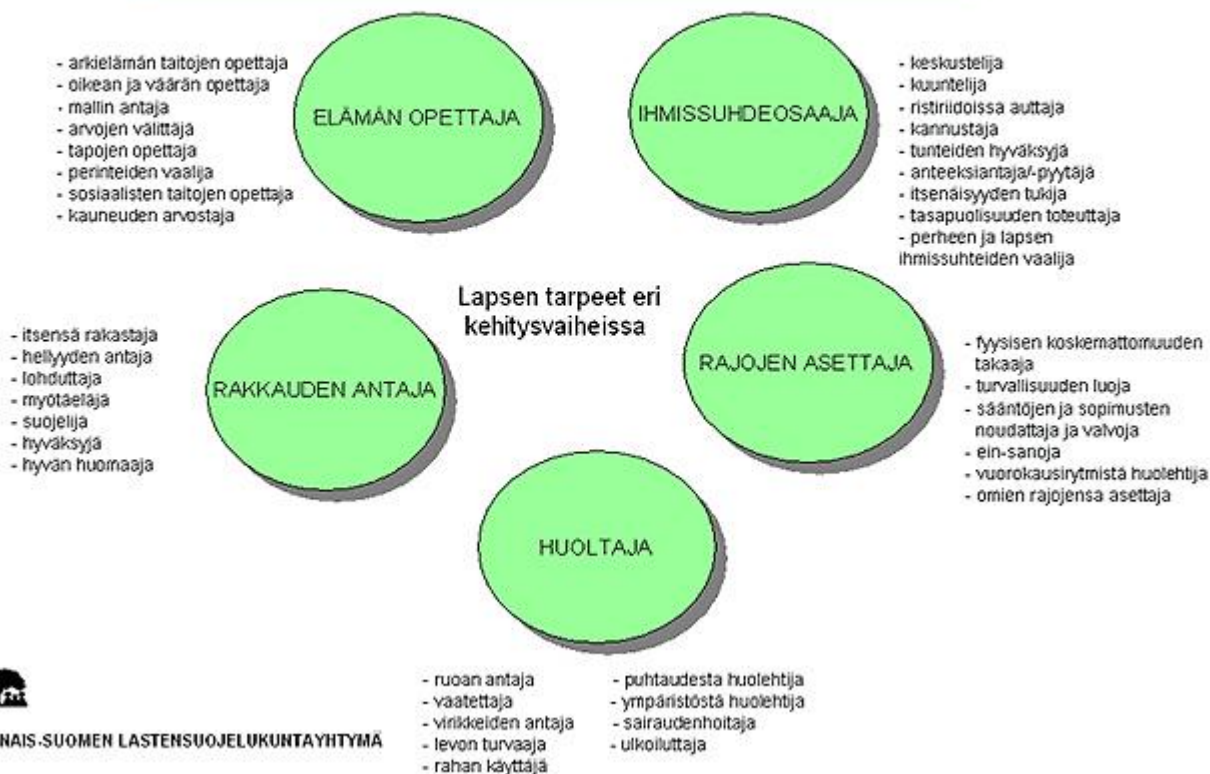 - arkielämän taitojen opettaja
- oikean ja väärän opettaja
- mallin antaja
- arvojen välittäjä
- tapojen opettaja
- perinteiden vaalija
- sosiaalisten taitojen opettaja
- kauneuden arvostaja
ELÄMÄN OPETTAJA
IHMISSUHDEOSAAJA
- keskustelija
- kuuntelija
- ristiriidoissa auttaja
- kannustaja
- tunteiden hyväksyjä
- anteeksiantaja/-pyytäjä
- itsenäisyyden tukija
- tasapuolisuuden toteuttaja
- perheen ja lapsen
ihmissuhteiden vaalija
Lapsen tarpeet eri
kehitysvaiheissa
- itsensä rakastaja
- hellyyden antaja
- lohduttaja
- myötäeläjä
- suojelija
- hyväksyjä
- hyvän huomaaja
RAKKAUDEN ANTAJA
RAJOJEN ASETTAJA
- fyysisen koskemattomuuden
takaaja
- turvallisuuden luoja
- sääntöjen ja sopimusten
noudattaja ja valvoja
- ein-sanoja
- vuorokausirytmistä huolehtija
- omien rajojensa asettaja
HUOLTAJA
- ruoan antaja
- vaatettaja
- virikkeiden antaja
- levon turvaaja
- rahan käyttäjä
- puhtaudesta huolehtija
- ympäristöstä huolehtija
- sairaudenhoitaja
- ulkoiluttaja
NAIS-SUOMEN LASTENSUOJELUKUNTAYHTYMÄ